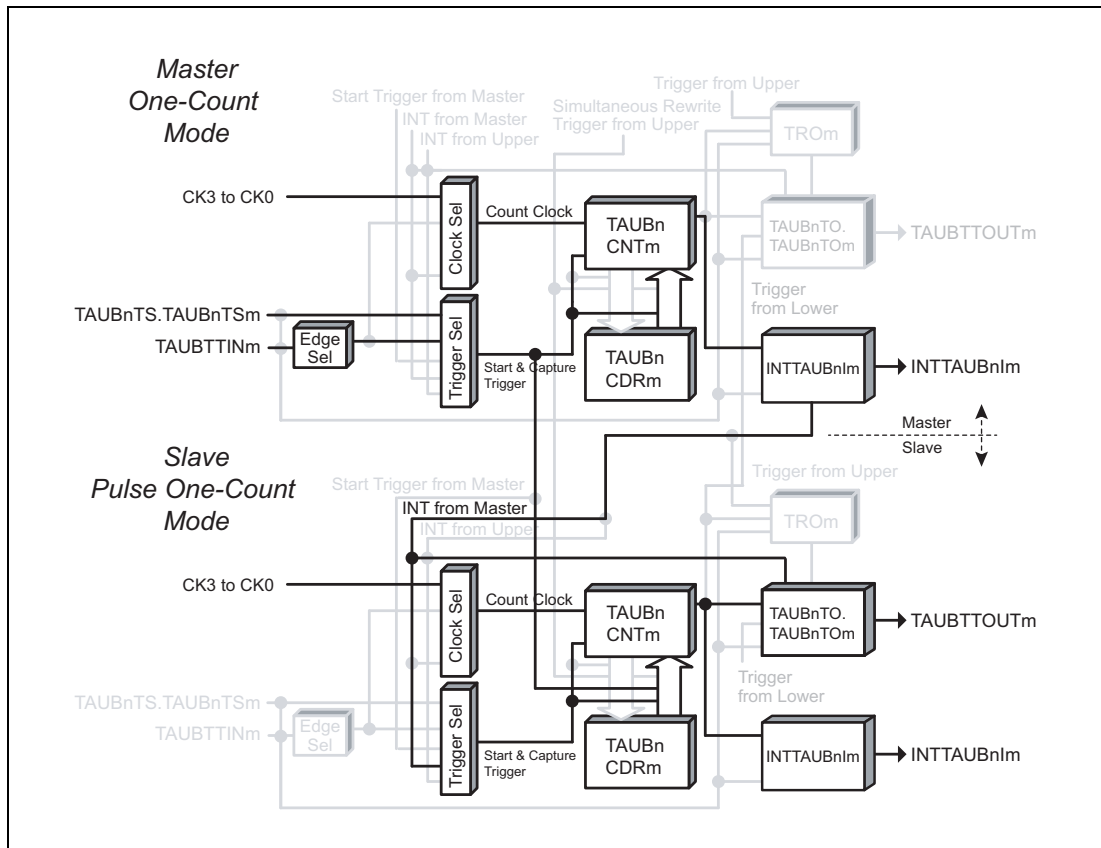 Master
One-Count
Mode
Start Trigger from Master
INT from Master
INT from Upper
Simultaneous Rewrite
Trigger from Upper
Trigger from Upper
TROm
CK3 to CK0
Clock Sel
Count Clock
TAUBn
CNTm
TAUBnTO.
TAUBnTOm
TAUBTTOUTm
TAUBnTS.TAUBnTSm
TAUBTTINm
Edge
Sel
Trigger Sel
Start & Capture
Trigger
TAUBn
CDRm
Trigger
from Lower
INTTAUBnIm
INTTAUBnIm
Master
Slave
Slave
Pulse One-Count
Mode
Start Trigger from Master
INT from Master
INT from Upper
Trigger from Upper
TROm
CK3 to CK0
Clock Sel
Count Clock
TAUBn
CNTm
TAUBnTO.
TAUBnTOm
TAUBTTOUTm
TAUBnTS.TAUBnTSm
TAUBTTINm
Edge
Sel
Trigger Sel
Start & Capture
Trigger
TAUBn
CDRm
Trigger
from Lower
INTTAUBnIm
INTTAUBnIm